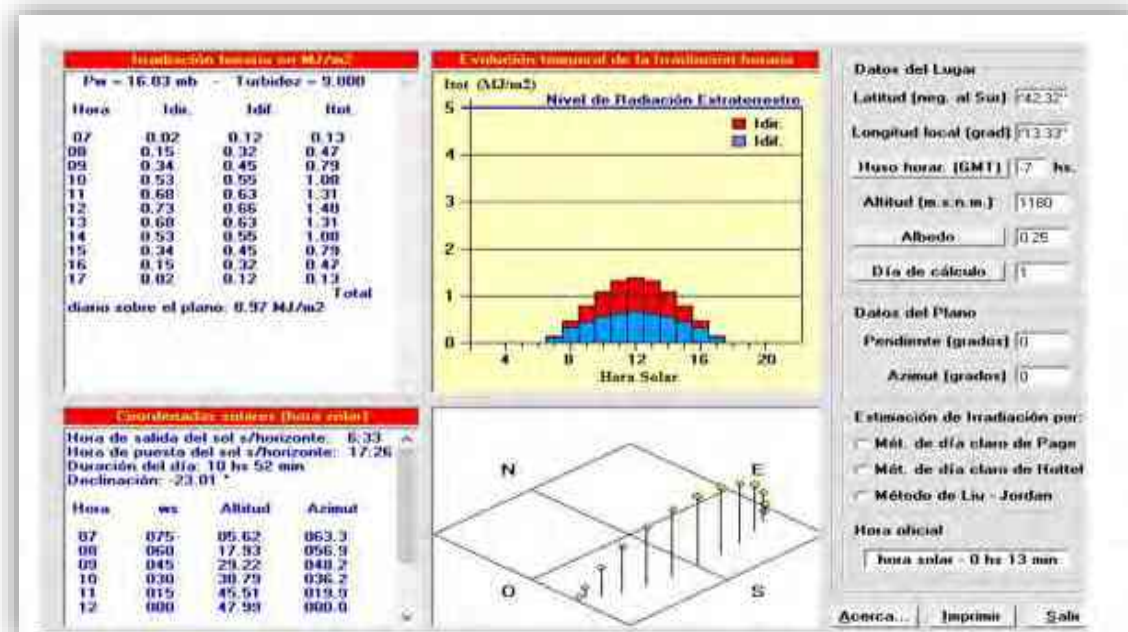 Irradiación horaria en MJ/m2
Pw = 16.03 mb - Turbidez = 9.000
Hora Idir. Idif. Itot.
07 0.02 0.12 0.13
08 0.15 0.32 0.47
09 0.34 0.45 0.79
10 0.53 0.55 1.08
11 0.68 0.63 1.31
12 0.73 0.66 1.40
13 0.68 0.63 1.31
14 0.53 0.55 1.08
15 0.34 0.45 0.79
16 0.15 0.32 0.47
17 0.02 0.12 0.13
Total
diario sobre el plano: 8.97 MJ/m2
Evolución temporal de la Irradiación horaria
Itot (MJ/m2)
Nivel de Radiación Extraterrestre
Idir.
Idif.
5
4
3
2
1
0
4 8 12 16 20
Hora Solar
Coordenadas solares (hora solar)
Hora de salida del sol s/horizonte: 6:33
Hora de puesta del sol s/horizonte: 17:26
Duración del día: 10 hs 52 min
Declinación: -23.01 °
Hora ws Altitud Azimut
07 075 05.62 063.3
08 060 17.93 056.9
09 045 29.22 048.2
10 030 38.79 036.2
11 015 45.51 019.9
12 000 47.99 000.0
N
E
O
S
Datos del Lugar
Latitud (neg. al Sur) °42.32"
Longitud local (grad) °13.33"
Huso horar. (GMT) -7 hs.
Altitud (m.s.n.m.) 1180
Albedo 0.25
Día de cálculo 1
Datos del Plano
Pendiente (grados) 0
Azimut (grados) 0
Estimación de Irradiación por:
Mét. de día claro de Page
Mét. de día claro de Hottel
Método de Liu - Jordan
Hora oficial
hora solar - 0 hs 13 min
Acerca... Imprimir Salir